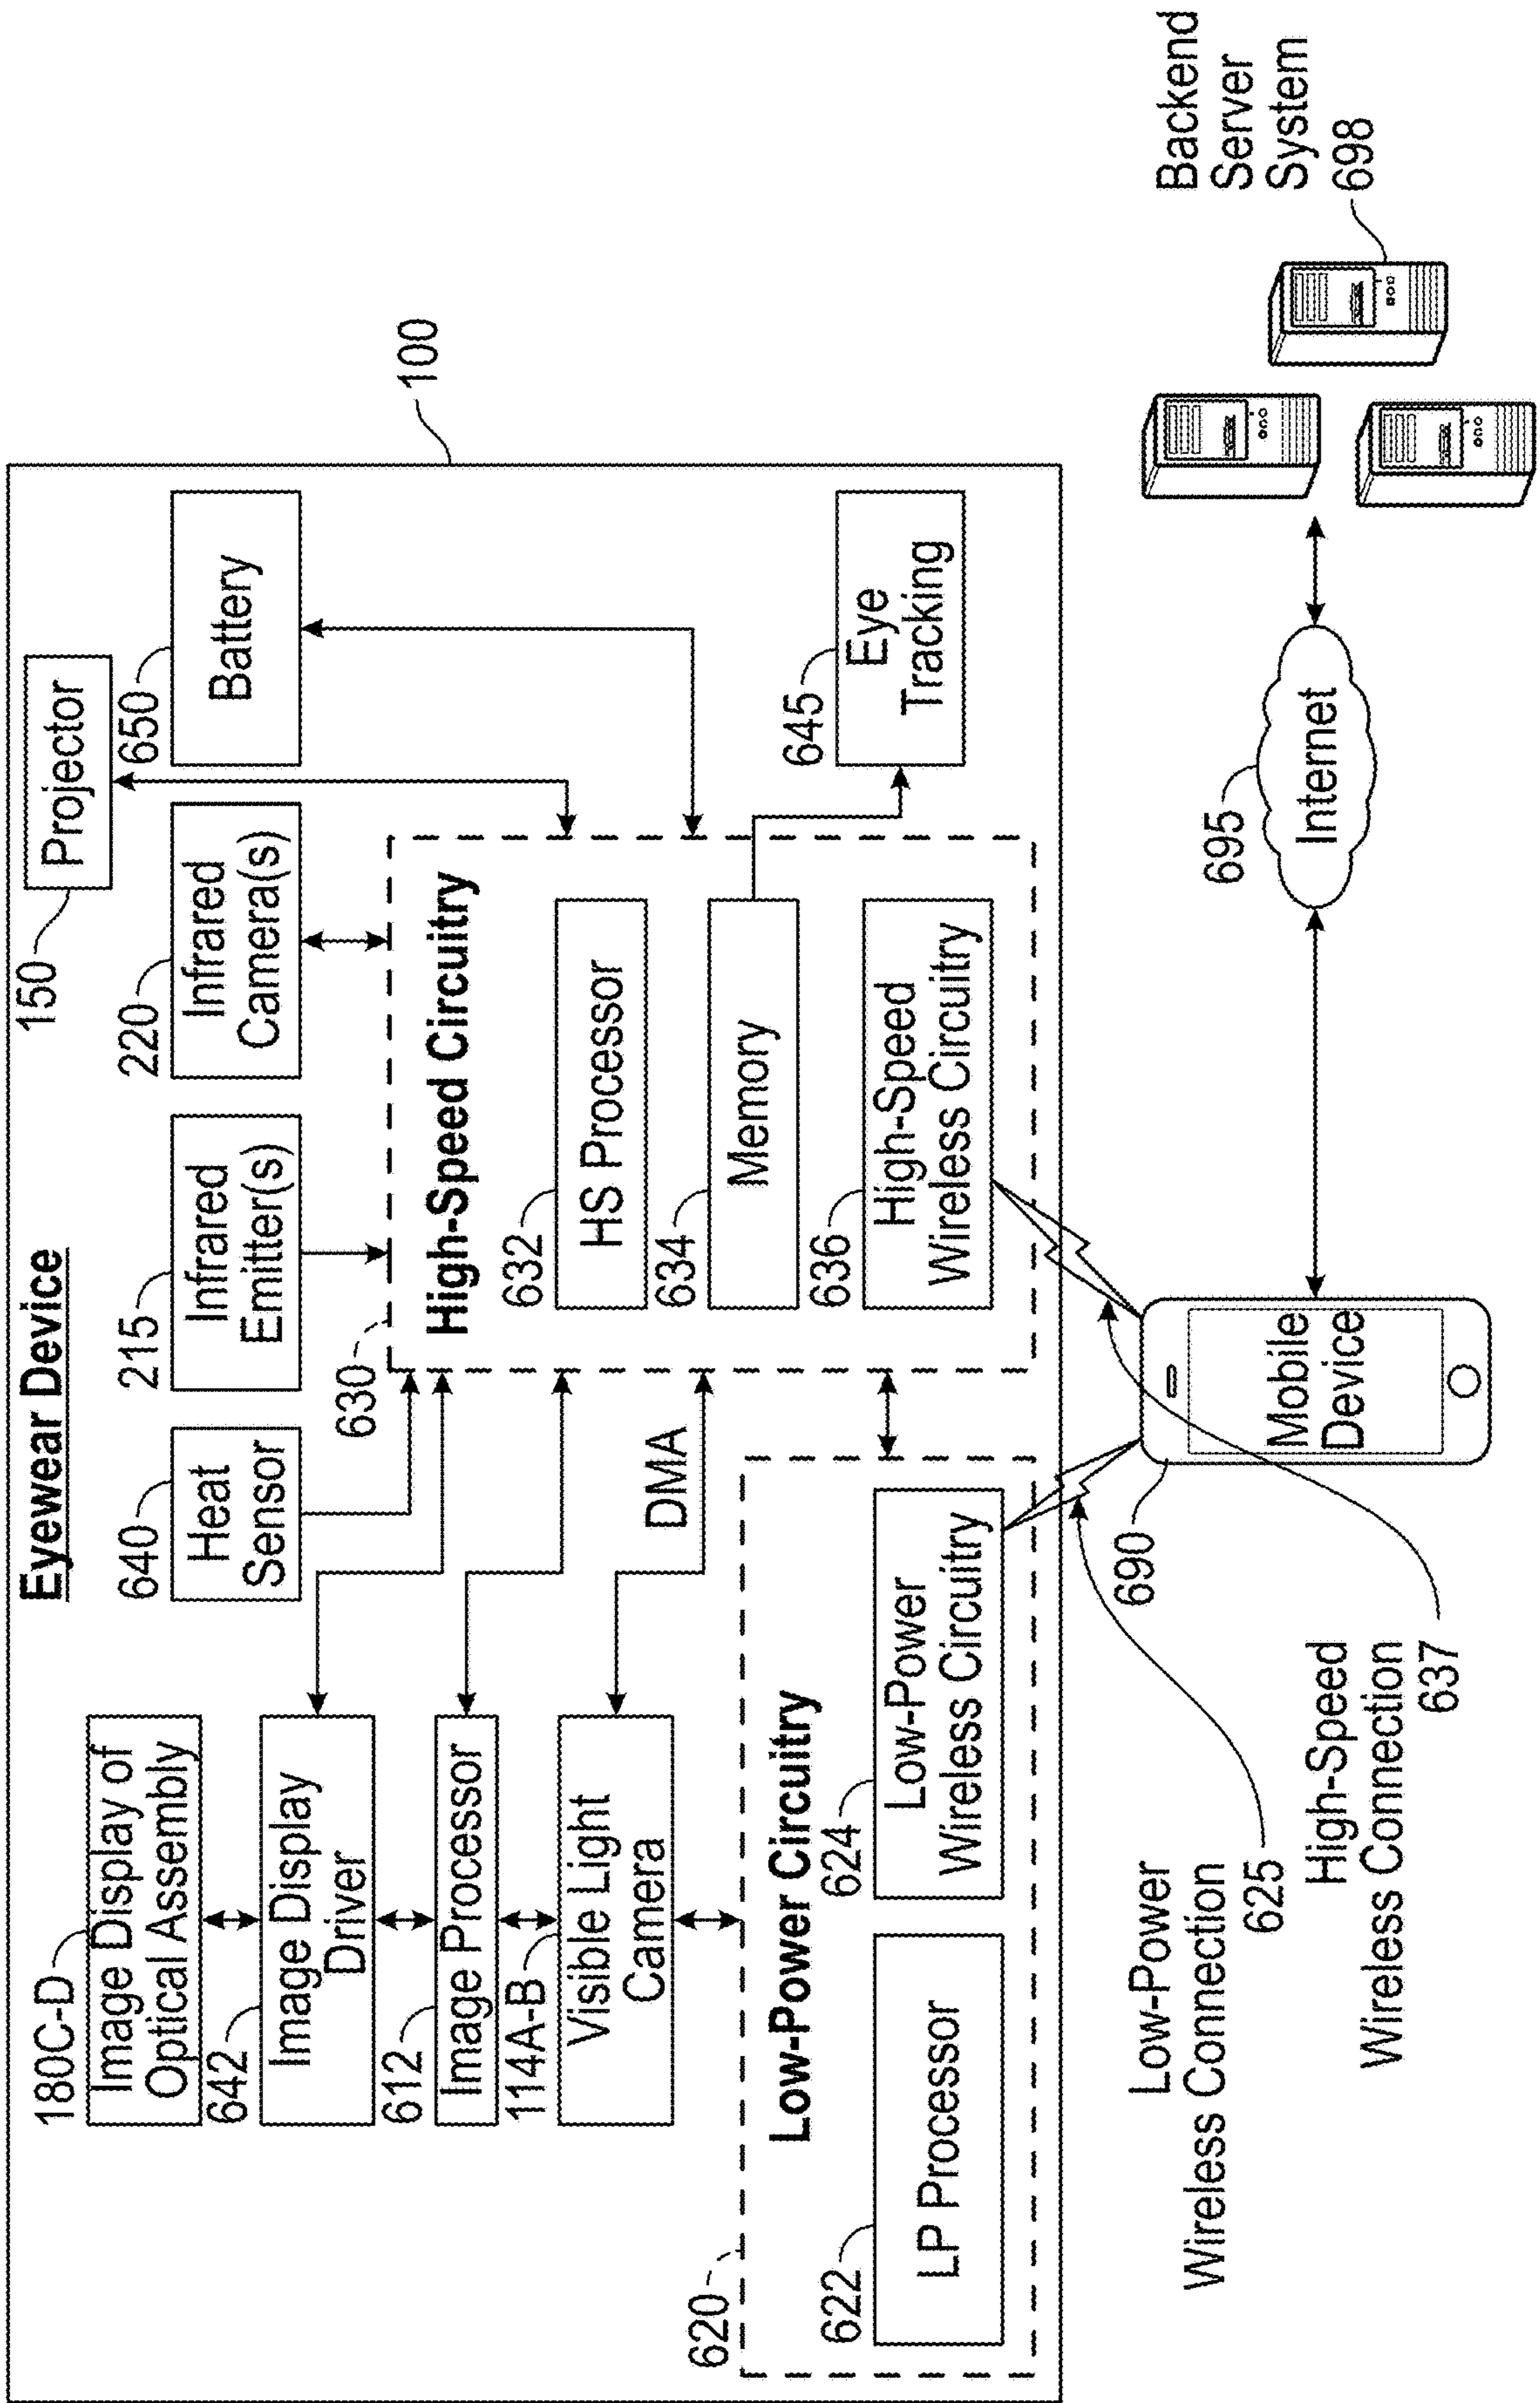 Eyewear Device
100
180C-D
Image Display of
Optical Assembly
642
Image Display
Driver
612
Image Processor
114A-B
Visible Light
Camera
640
Heat
Sensor
215
Infrared
Emitter(s)
220
Infrared
Camera(s)
150
Projector
650
Battery
630
High-Speed Circuitry
632
HS Processor
634
Memory
636
High-Speed
Wireless Circuitry
645
Eye
Tracking
DMA
620
Low-Power Circuitry
622
LP Processor
624
Low-Power
Wireless Circuitry
Low-Power
Wireless Connection
625
High-Speed
Wireless Connection
637
690
Mobile
Device
695
Internet
Backend
Server
System
698